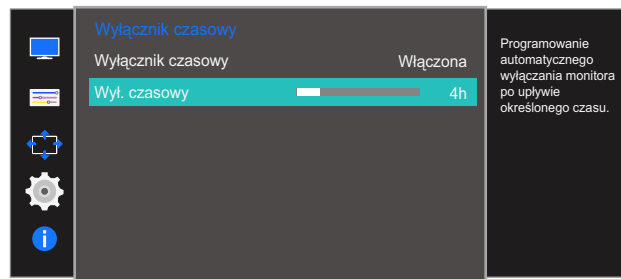 Wyłącznik czasowy
Wyłącznik czasowy Włączona
Wył. czasowy 4h
Programowanie
automatycznego
wyłączania monitora
po upływie
określonego czasu.